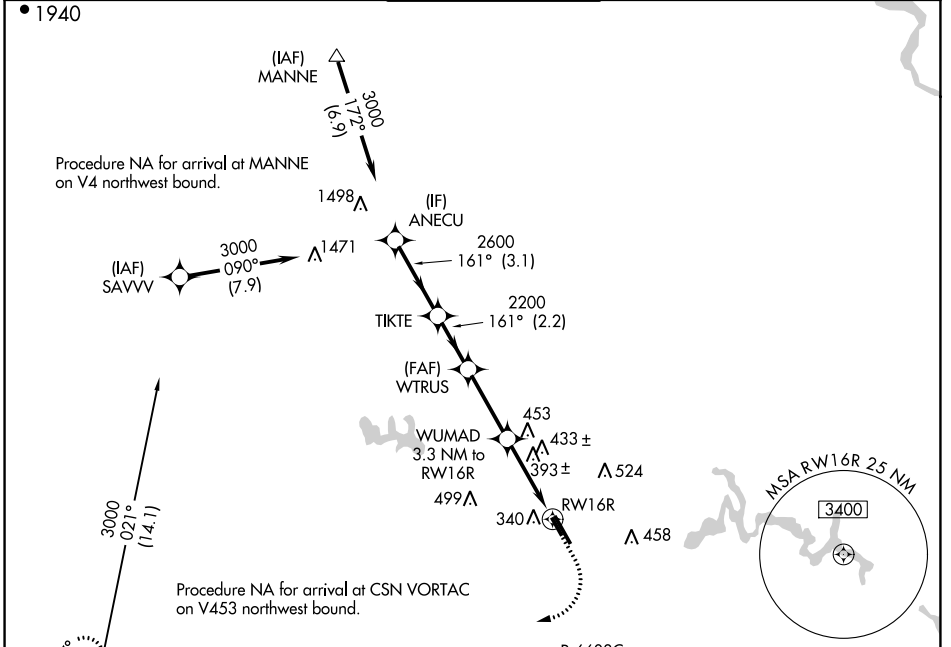 1940
(IAF)
MANNE
3000
172°
(6.9)
Procedure NA for arrival at MANNE
on V4 northwest bound.
1498
(IF)
ANECU
1471
3000
090°
(7.9)
(IAF)
SAVVV
2600
161° (3.1)
TIKTE
2200
161° (2.2)
(FAF)
WTRUS
453
WUMAD
3.3 NM to
RW16R
433 ±
393 ±
524
499
340
RW16R
458
MSA RW16R 25 NM
3400
3000
021°
(14.1)
Procedure NA for arrival at CSN VORTAC
on V453 northwest bound.